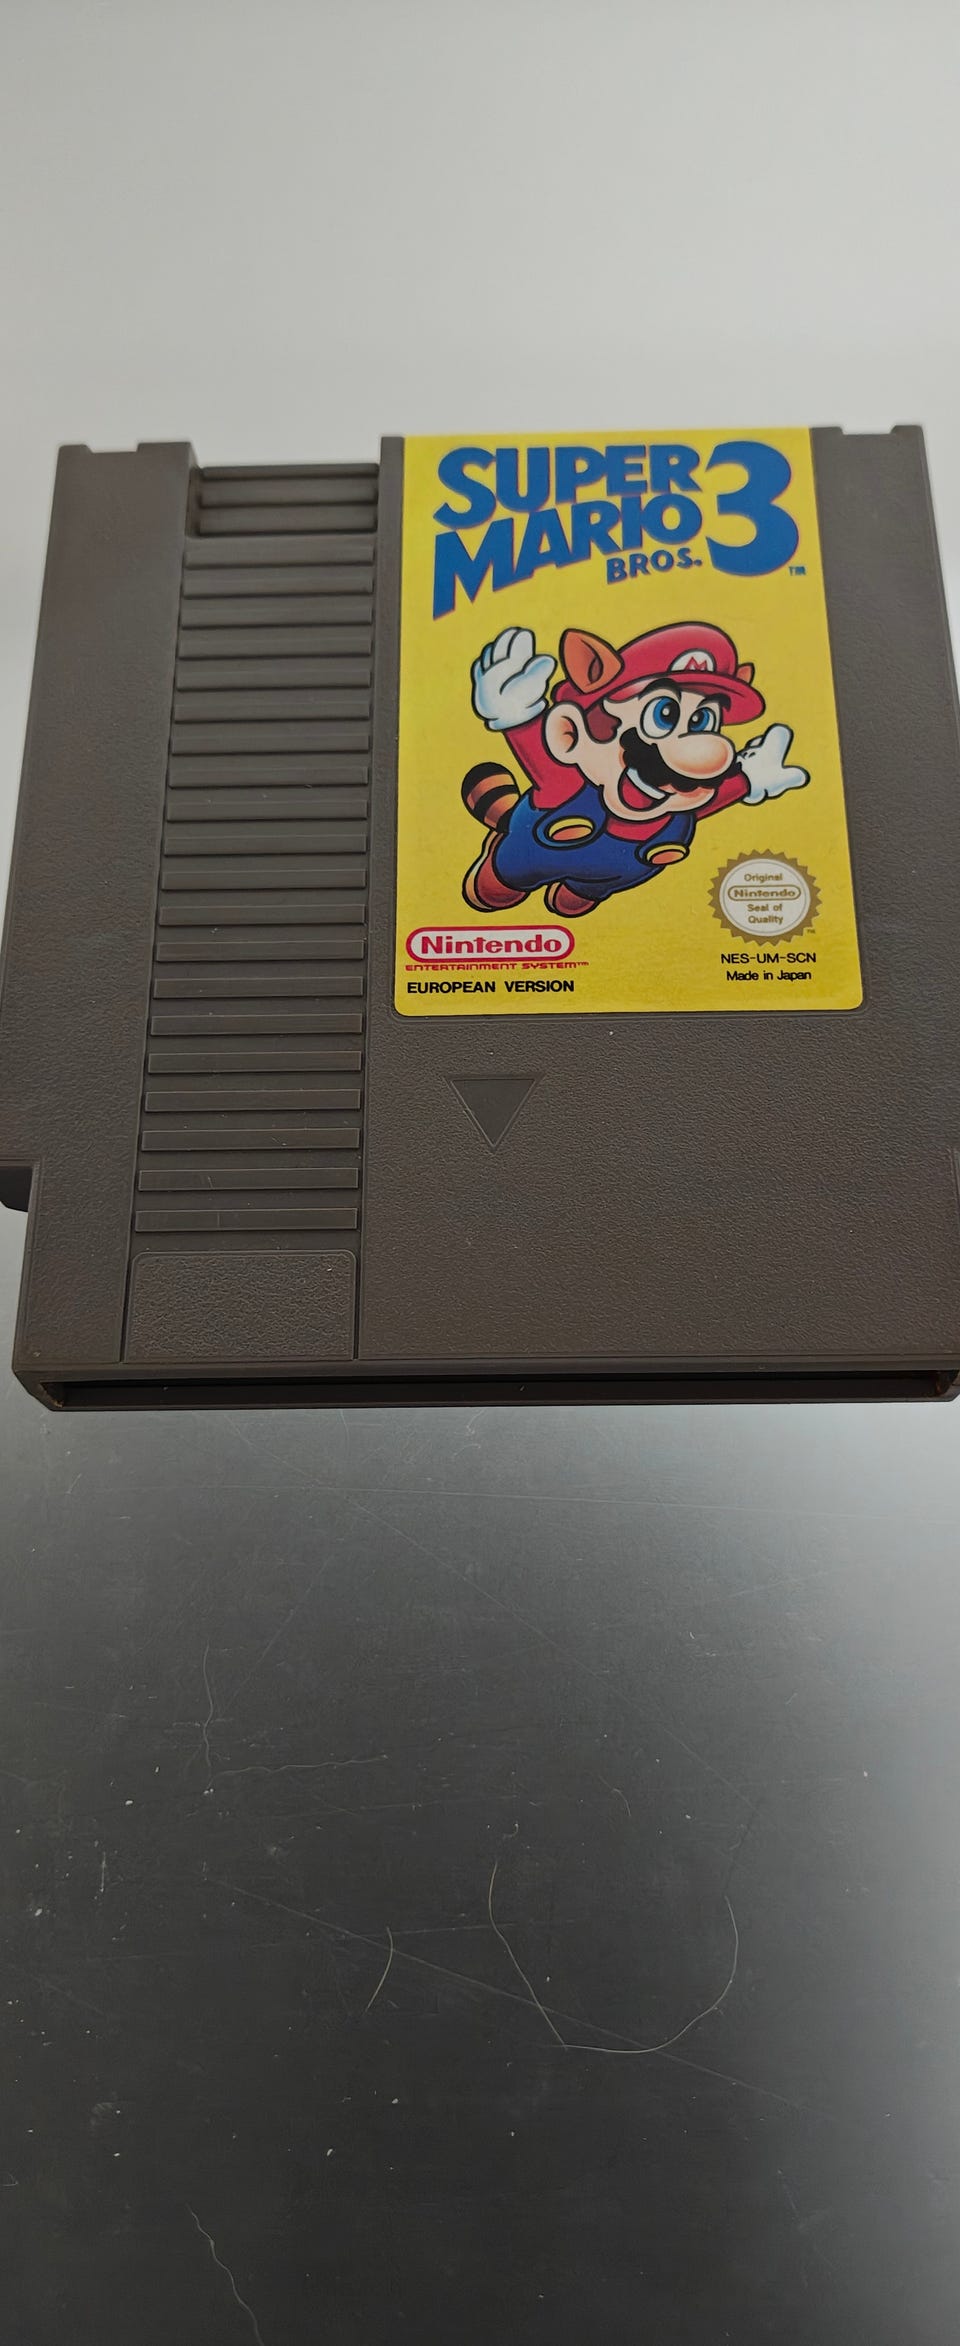 SUPER
MARIO
BROS.
3
™
M
Original
Nintendo
Seal of
Quality
™
Nintendo
ENTERTAINMENT SYSTEM™
EUROPEAN VERSION
NES-UM-SCN
Made in Japan